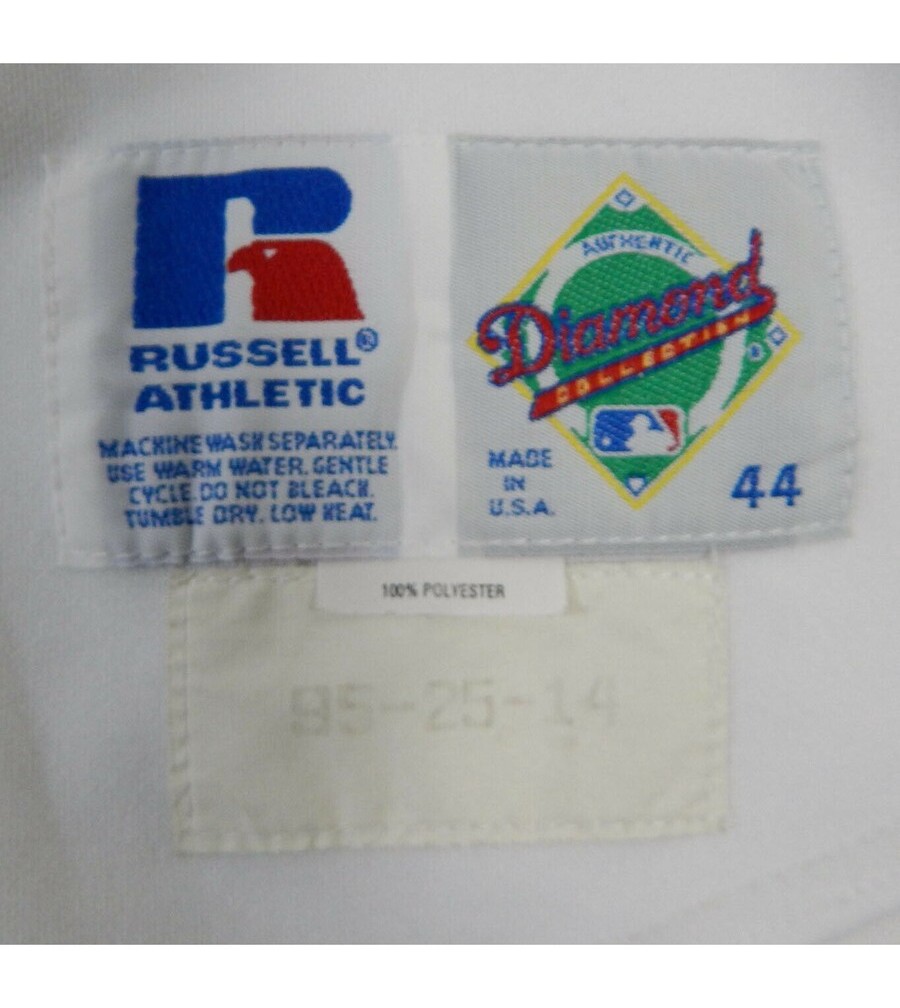 RUSSELL®
ATHLETIC
MACHINE WASH SEPARATELY.
USE WARM WATER. GENTLE
CYCLE. DO NOT BLEACH.
TUMBLE DRY. LOW HEAT.
AUTHENTIC
Diamond
COLLECTION
MADE
IN
U.S.A.
44
100% POLYESTER
95-25-14